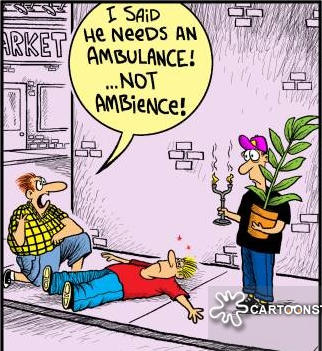 I SAID
HE NEEDS AN
AMBULANCE!
...NOT
AMBIENCE!
ARKET
CARTOONS